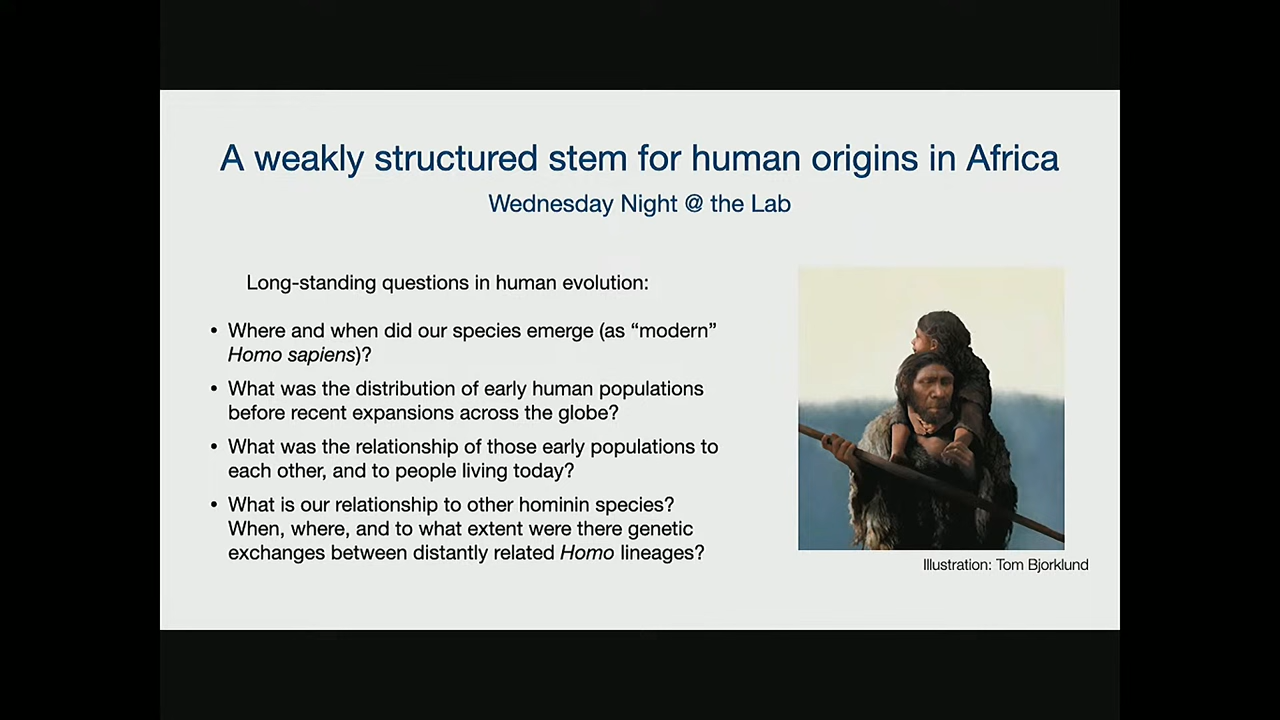 A weakly structured stem for human origins in Africa
Wednesday Night @ the Lab
Long-standing questions in human evolution:
• Where and when did our species emerge (as “modern”
Homo sapiens)?
• What was the distribution of early human populations
before recent expansions across the globe?
• What was the relationship of those early populations to
each other, and to people living today?
• What is our relationship to other hominin species?
When, where, and to what extent were there genetic
exchanges between distantly related Homo lineages?
Illustration: Tom Bjorklund